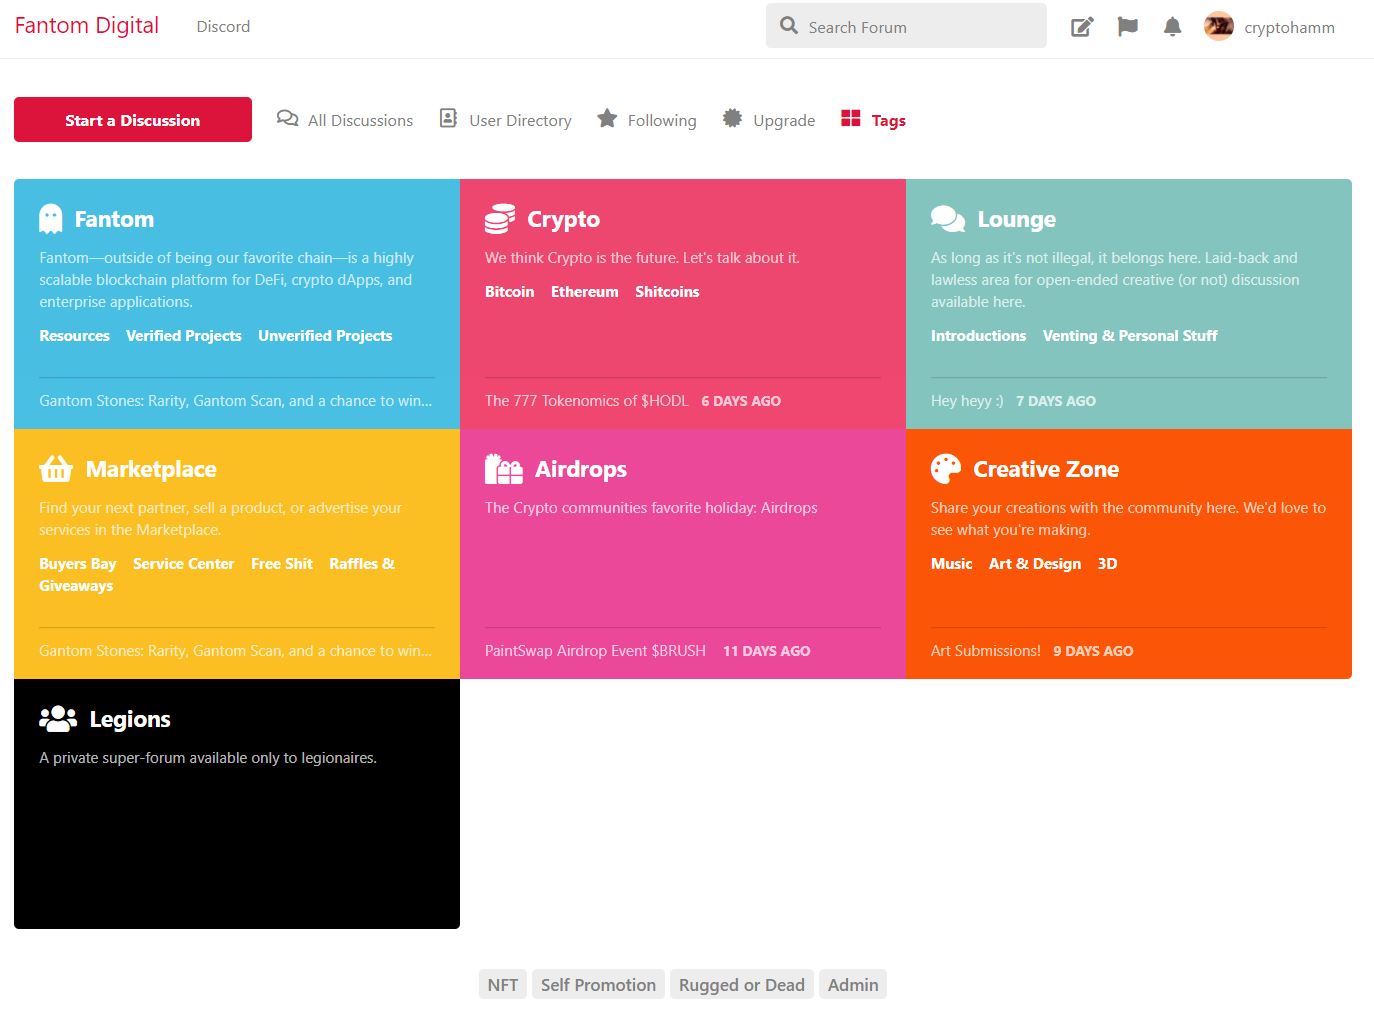 Fantom Digital
Discord
Search Forum
cryptohamm
Start a Discussion
All Discussions
User Directory
Following
Upgrade
Tags
Fantom
Fantom—outside of being our favorite chain—is a highly
scalable blockchain platform for DeFi, crypto dApps, and
enterprise applications.
Resources Verified Projects Unverified Projects
Gantom Stones: Rarity, Gantom Scan, and a chance to win...
Crypto
We think Crypto is the future. Let's talk about it.
Bitcoin Ethereum Shitcoins
The 777 Tokenomics of $HODL 6 DAYS AGO
Lounge
As long as it's not illegal, it belongs here. Laid-back and
lawless area for open-ended creative (or not) discussion
available here.
Introductions Venting & Personal Stuff
Hey heyy :) 7 DAYS AGO
Marketplace
Find your next partner, sell a product, or advertise your
services in the Marketplace.
Buyers Bay Service Center Free Shit Raffles &
Giveaways
Gantom Stones: Rarity, Gantom Scan, and a chance to win...
Airdrops
The Crypto communities favorite holiday: Airdrops
PaintSwap Airdrop Event $BRUSH 11 DAYS AGO
Creative Zone
Share your creations with the community here. We'd love to
see what you're making.
Music Art & Design 3D
Art Submissions! 9 DAYS AGO
Legions
A private super-forum available only to legionaires.
NFT Self Promotion Rugged or Dead Admin